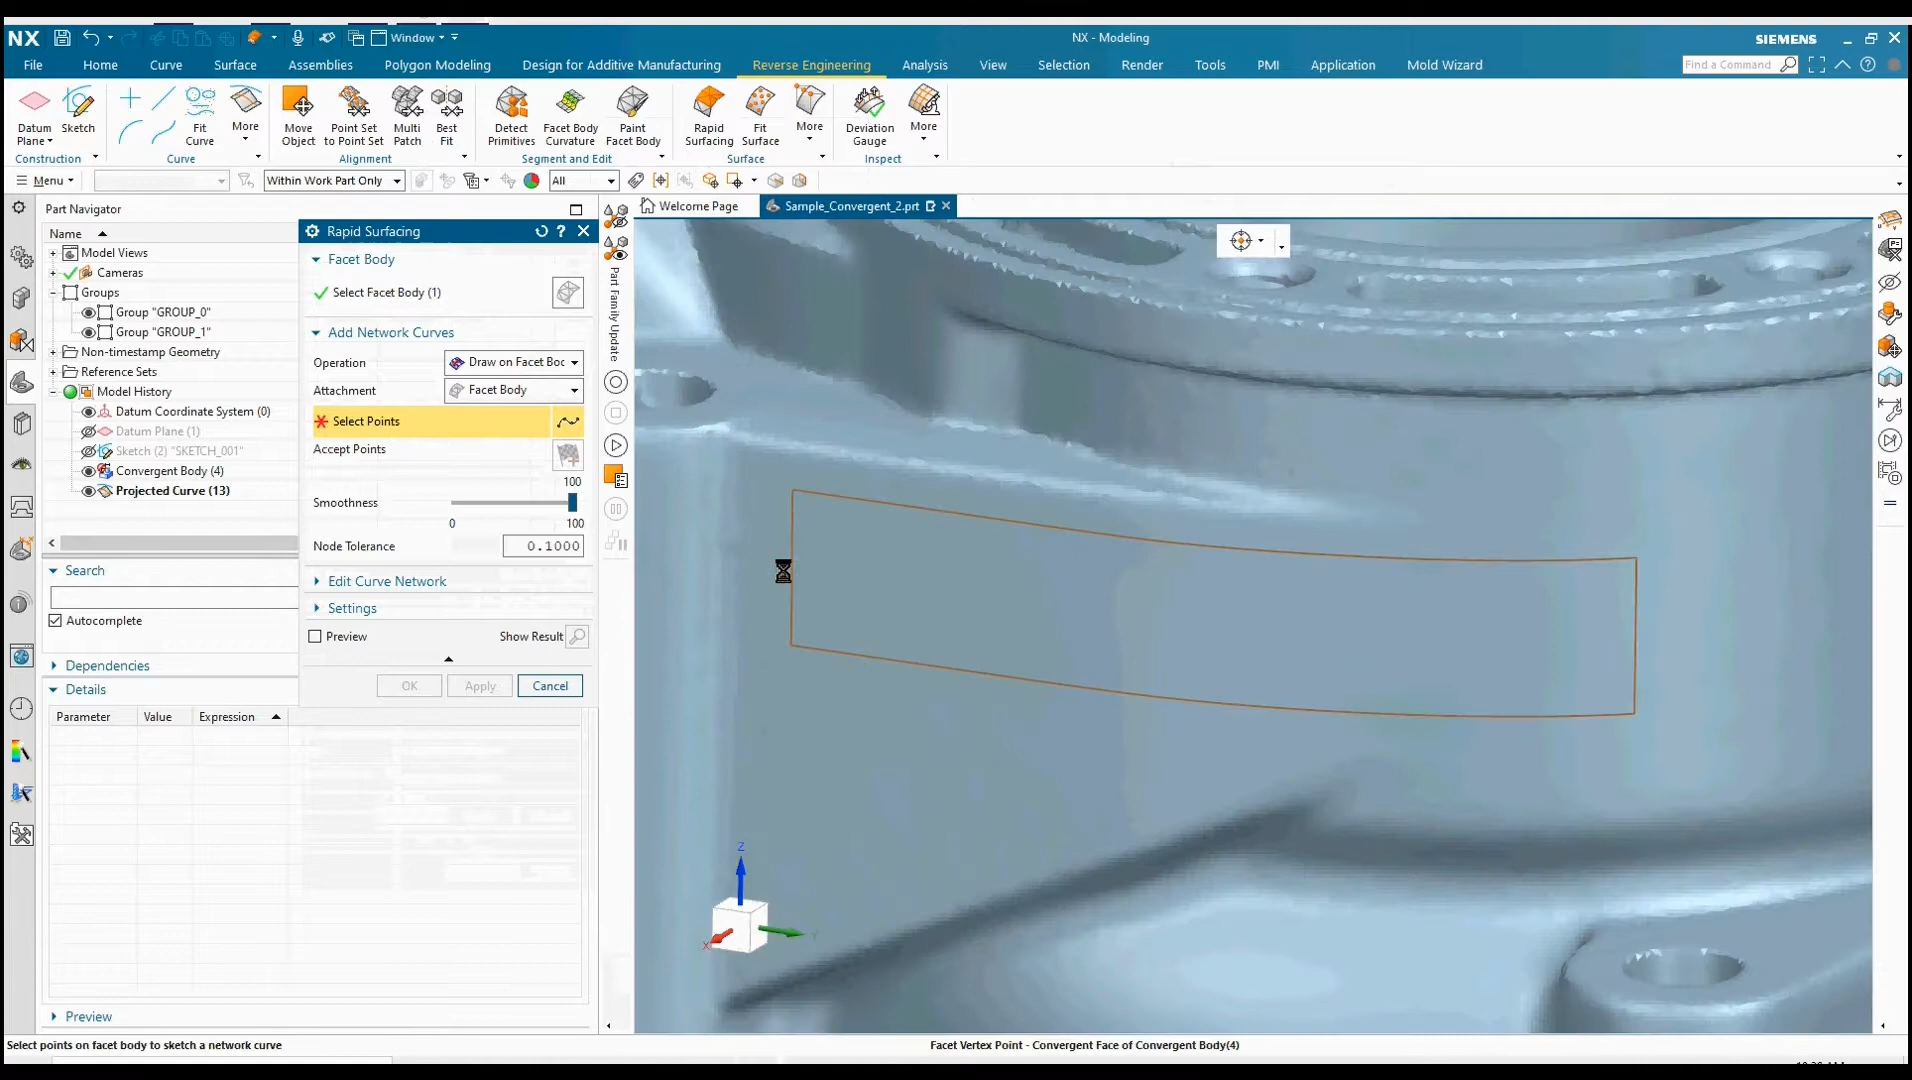 NX
Window
NX - Modeling
SIEMENS
File
Home
Curve
Surface
Assemblies
Polygon Modeling
Design for Additive Manufacturing
Reverse Engineering
Analysis
View
Selection
Render
Tools
PMI
Application
Mold Wizard
Find a Command
Datum
Plane
Sketch
Fit
Curve
More
Move
Object
Point Set
to Point Set
Multi
Patch
Best
Fit
Detect
Primitives
Facet Body
Curvature
Paint
Facet Body
Rapid
Surfacing
Fit
Surface
More
Deviation
Gauge
More
Construction
Curve
Alignment
Segment and Edit
Surface
Inspect
Menu
Within Work Part Only
All
Part Navigator
Name
Model Views
Cameras
Groups
Group "GROUP_0"
Group "GROUP_1"
Non-timestamp Geometry
Reference Sets
Model History
Datum Coordinate System (0)
Datum Plane (1)
Sketch (2) "SKETCH_001"
Convergent Body (4)
Projected Curve (13)
Search
Autocomplete
Dependencies
Details
Parameter
Value
Expression
Preview
Rapid Surfacing
Facet Body
Select Facet Body (1)
Add Network Curves
Operation
Draw on Facet Boc
Attachment
Facet Body
Select Points
Accept Points
100
Smoothness
0
100
Node Tolerance
0.1000
Edit Curve Network
Settings
Preview
Show Result
OK
Apply
Cancel
Part Family Update
Welcome Page
Sample_Convergent_2.prt
Z
X
Y
Select points on facet body to sketch a network curve
Facet Vertex Point - Convergent Face of Convergent Body(4)